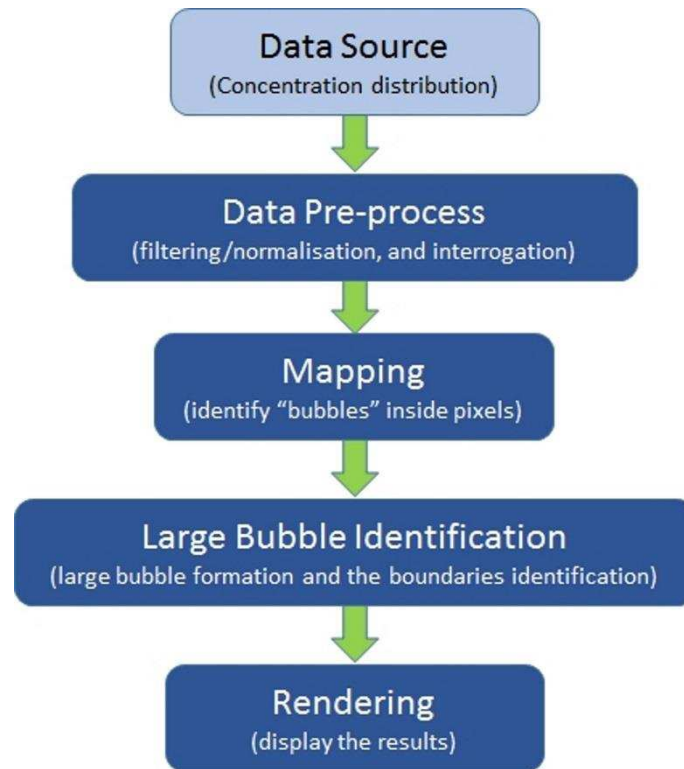 Data Source
(Concentration distribution)
Data Pre-process
(filtering/normalisation, and interrogation)
Mapping
(identify “bubbles” inside pixels)
Large Bubble Identification
(large bubble formation and the boundaries identification)
Rendering
(display the results)